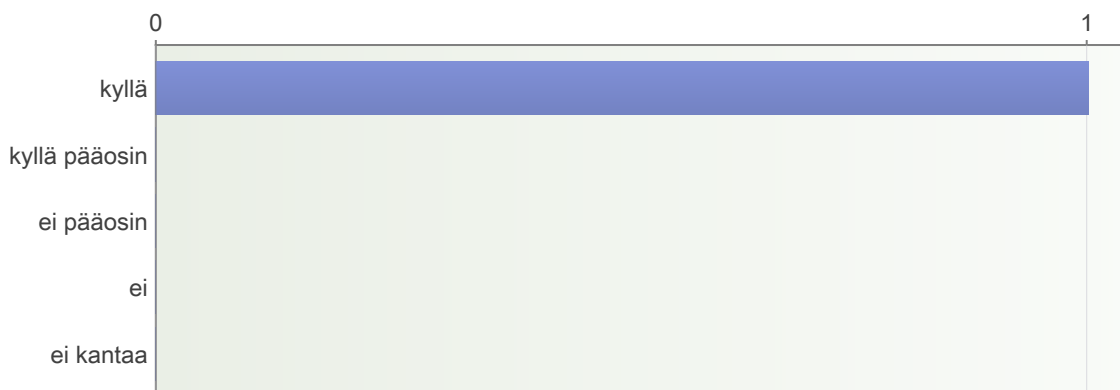 0 1
kyllä
kyllä pääosin
ei pääosin
ei
ei kantaa